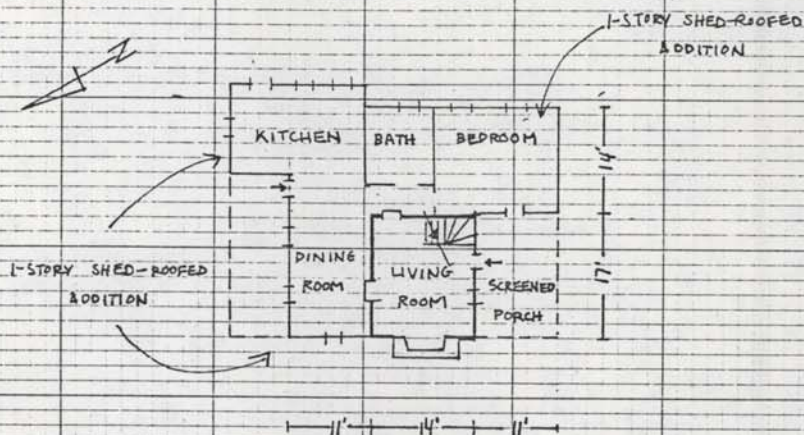 N
1-STORY SHED-ROOFED
ADDITION
KITCHEN
BATH
BEDROOM
14'
1-STORY SHED-ROOFED
ADDITION
DINING
ROOM
LIVING
ROOM
SCREENED
PORCH
17'
11'
14'
11'